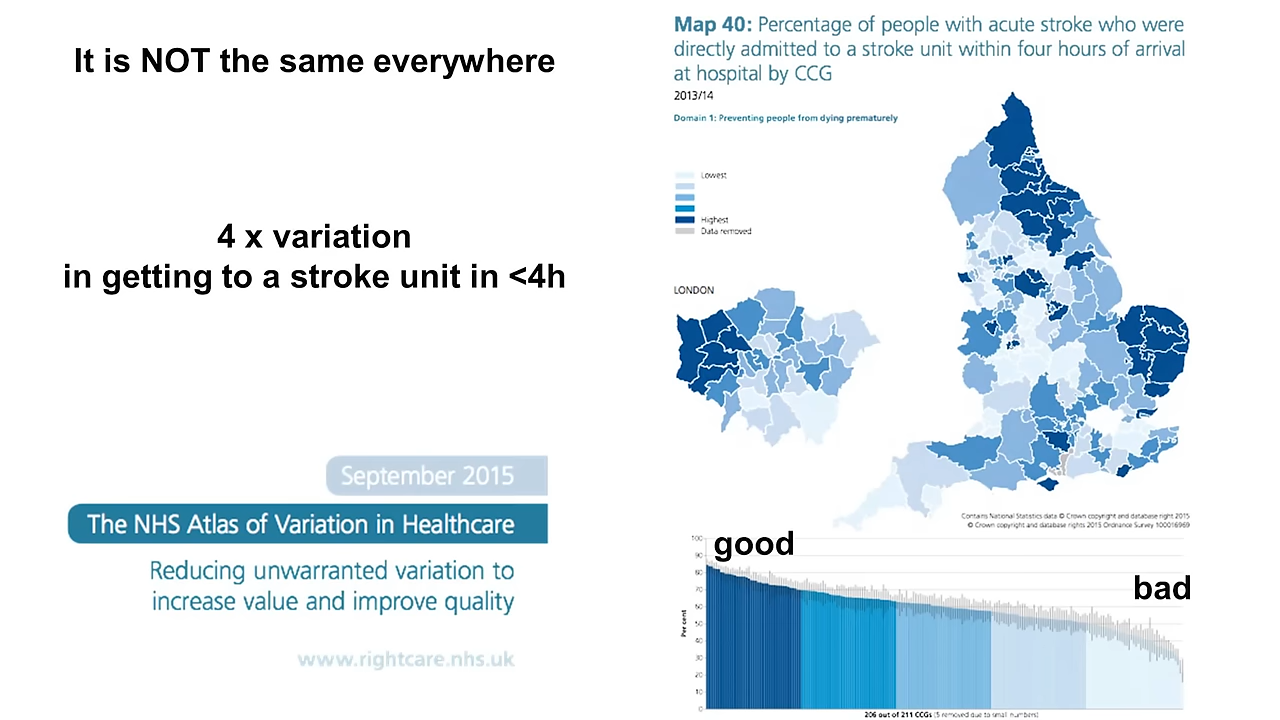 It is NOT the same everywhere
4 x variation
in getting to a stroke unit in <4h
September 2015
The NHS Atlas of Variation in Healthcare
Reducing unwarranted variation to
increase value and improve quality
www.rightcare.nhs.uk
Map 40: Percentage of people with acute stroke who were
directly admitted to a stroke unit within four hours of arrival
at hospital by CCG
2013/14
Domain 1: Preventing people from dying prematurely
Lowest
Highest
Data removed
LONDON
Contains National Statistics data © Crown copyright and database right 2015
© Crown copyright and database rights 2015 Ordnance Survey 100016969
good
bad
100
90
80
70
60
50
40
30
20
10
0
Per cent
206 out of 211 CCGs (5 removed due to small numbers)